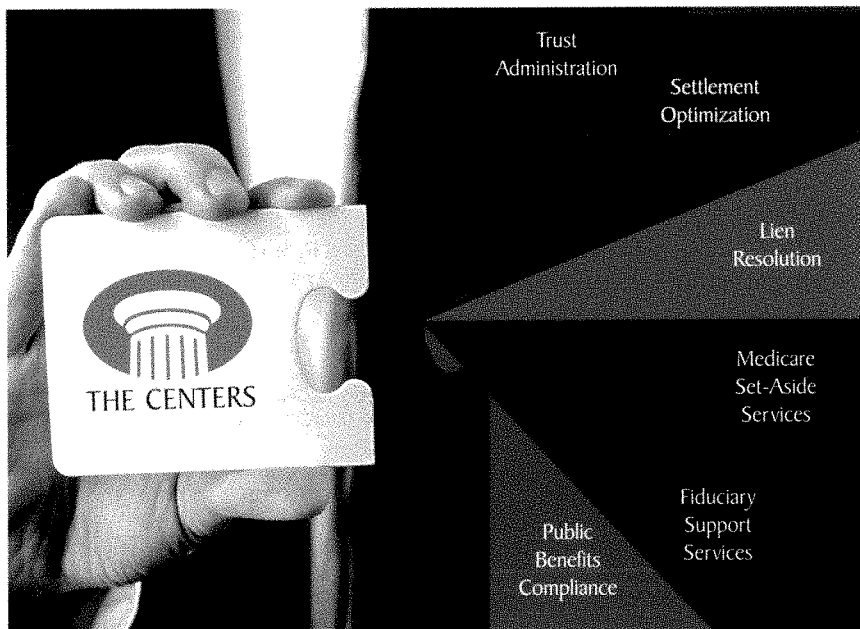 Trust
Administration
Settlement
Optimization
Lien
Resolution
THE CENTERS
Medicare
Set-Aside
Services
Fiduciary
Support
Services
Public
Benefits
Compliance